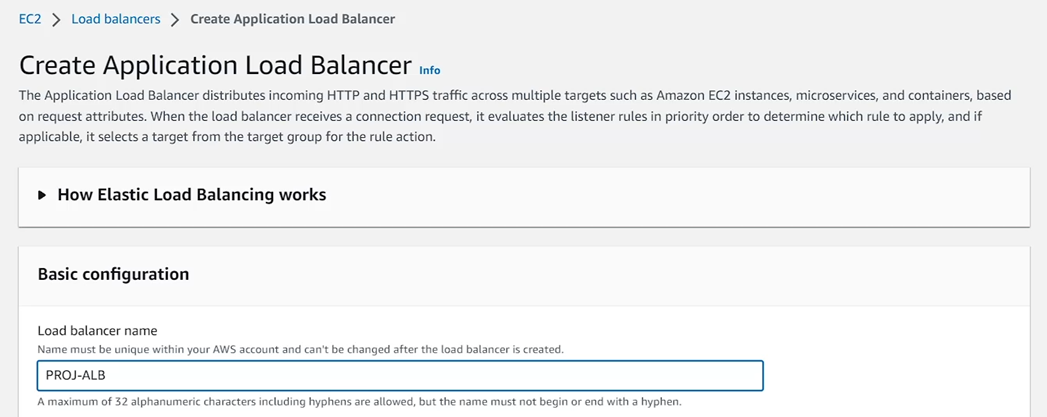 EC2 > Load balancers > Create Application Load Balancer
Create Application Load Balancer Info
The Application Load Balancer distributes incoming HTTP and HTTPS traffic across multiple targets such as Amazon EC2 instances, microservices, and containers, based
on request attributes. When the load balancer receives a connection request, it evaluates the listener rules in priority order to determine which rule to apply, and if
applicable, it selects a target from the target group for the rule action.
How Elastic Load Balancing works
Basic configuration
Load balancer name
Name must be unique within your AWS account and can't be changed after the load balancer is created.
PROJ-ALB
A maximum of 32 alphanumeric characters including hyphens are allowed, but the name must not begin or end with a hyphen.